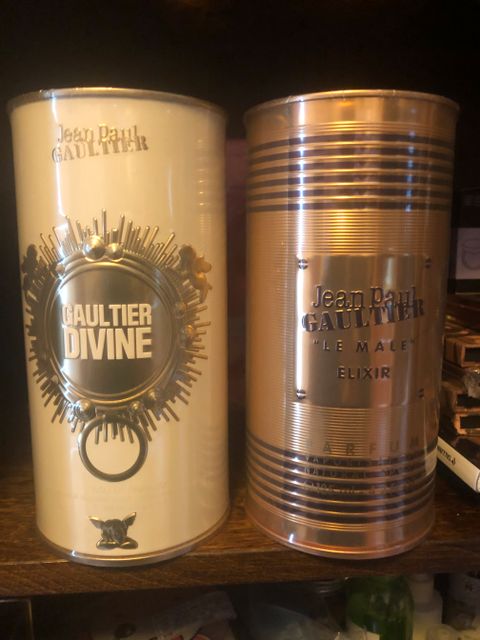 Jean Paul
GAULTIER
GAULTIER
DIVINE
Jean Paul
GAULTIER
"LE MALE"
ELIXIR
PARFUM